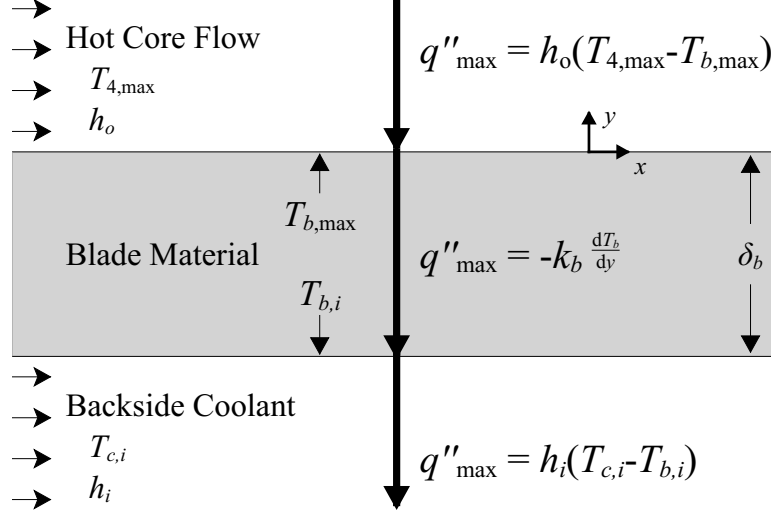 Hot Core Flow
T4,max
ho
q″max = ho(T4,max-Tb,max)
y
x
Tb,max
Blade Material
q″max = -kb dTb/dy
δb
Tb,i
Backside Coolant
Tc,i
hi
q″max = hi(Tc,i-Tb,i)